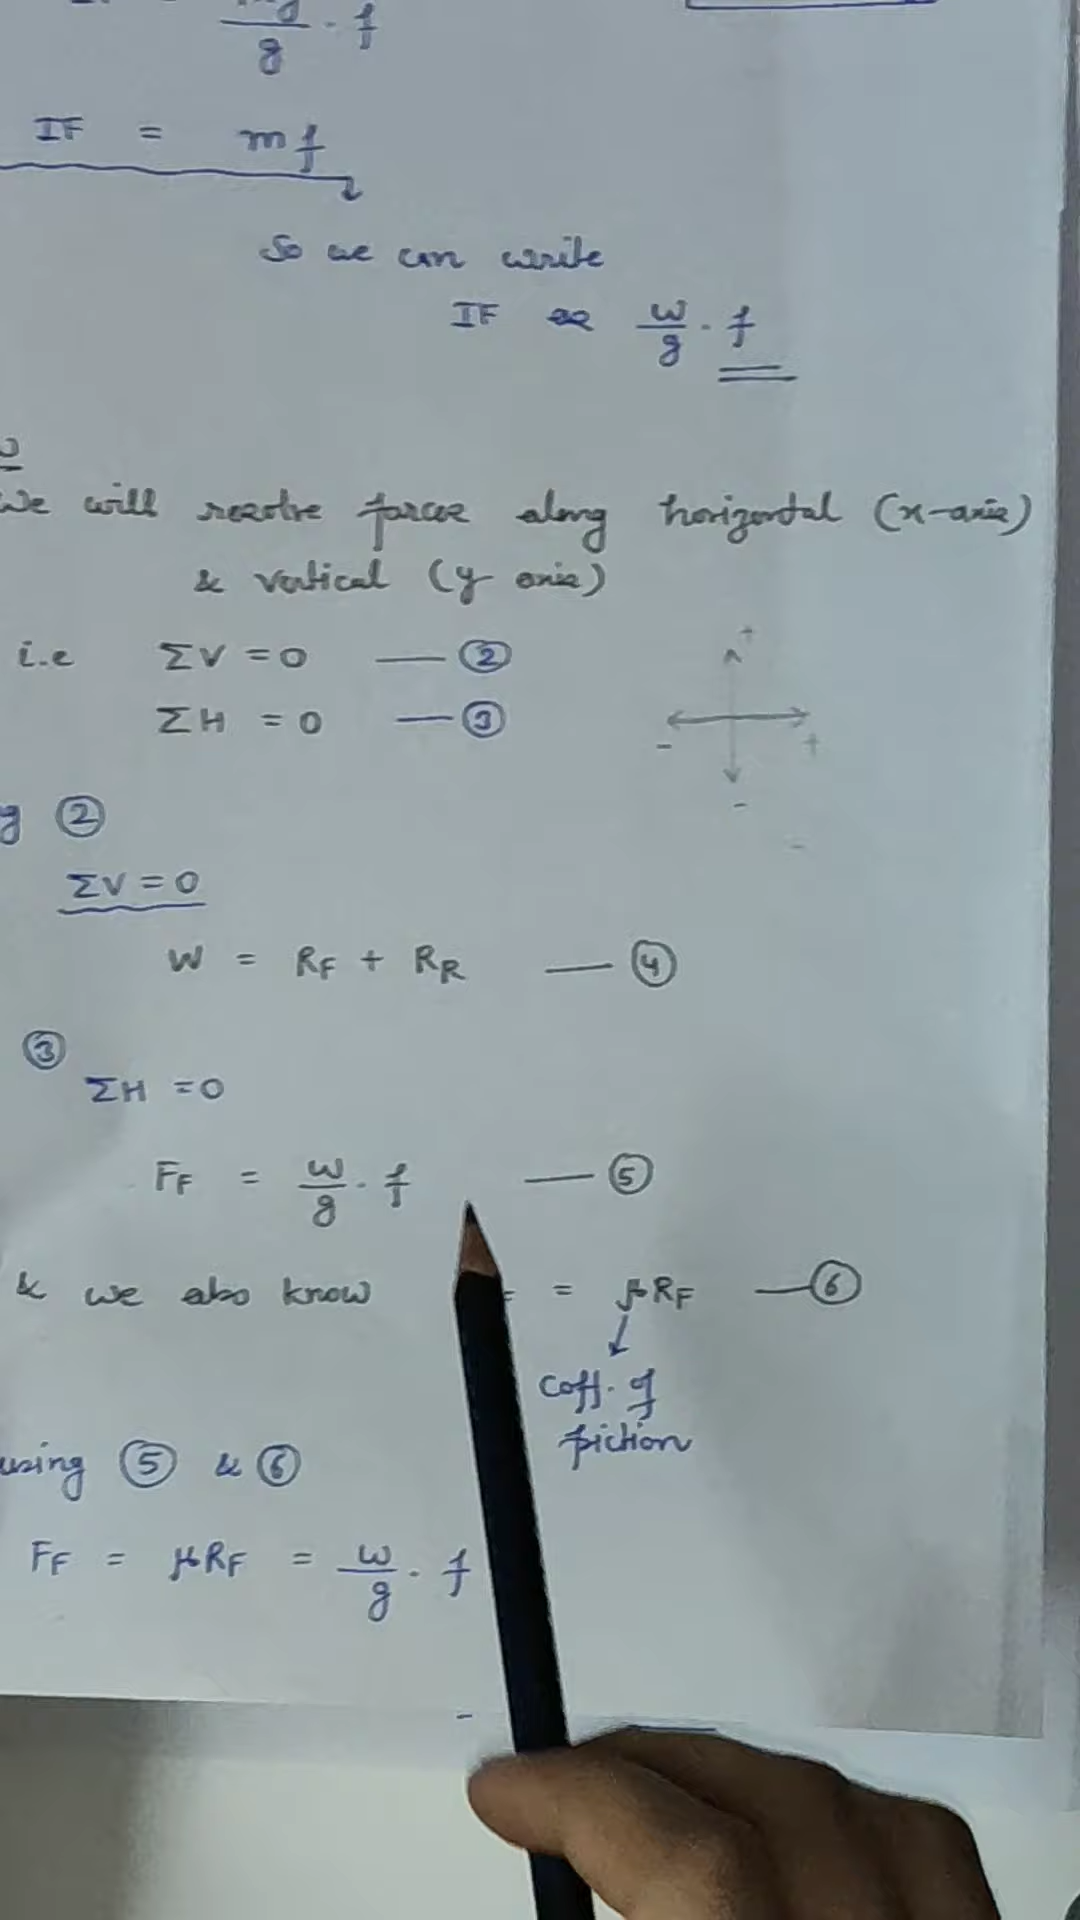 g . f
IF = mf
So we can write
IF = w/g . f
We will resolve forces along horizontal (x-axis)
& vertical (y axis)
i.e ΣV = 0 — ②
ΣH = 0 — ③
+
- +
-
-
②
ΣV = 0
W = RF + RR — ④
③
ΣH = 0
FF = w/g . f — ⑤
& we also know = μRF — ⑥
Coff. of
friction
using ⑤ & ⑥
FF = μRF = w/g . f